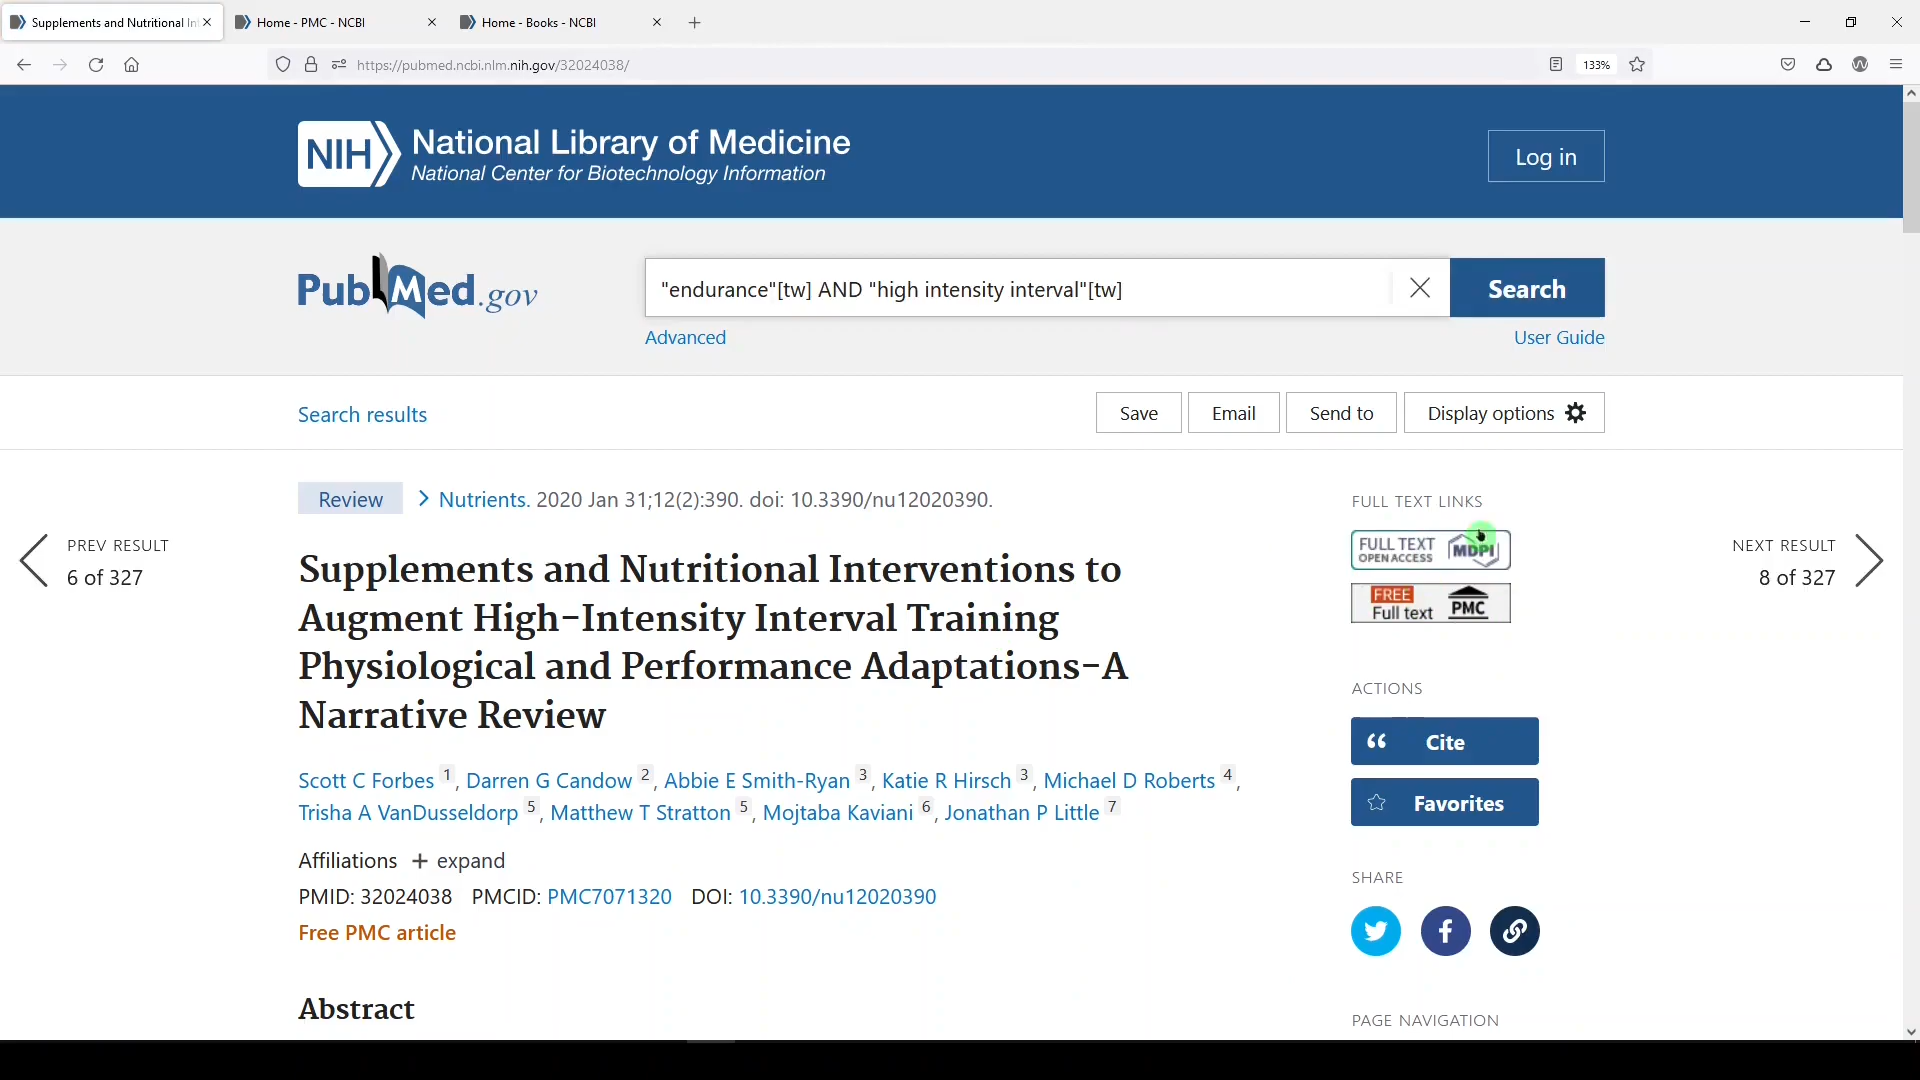 Supplements and Nutritional In
Home - PMC - NCBI
Home - Books - NCBI
https://pubmed.ncbi.nlm.nih.gov/32024038/
133%
NIH
National Library of Medicine
National Center for Biotechnology Information
Log in
PubMed.gov
"endurance"[tw] AND "high intensity interval"[tw]
Search
Advanced
User Guide
Search results
Save
Email
Send to
Display options
Review
Nutrients. 2020 Jan 31;12(2):390. doi: 10.3390/nu12020390.
PREV RESULT
6 of 327
NEXT RESULT
8 of 327
Supplements and Nutritional Interventions to
Augment High-Intensity Interval Training
Physiological and Performance Adaptations-A
Narrative Review
Scott C Forbes 1, Darren G Candow 2, Abbie E Smith-Ryan 3, Katie R Hirsch 3, Michael D Roberts 4,
Trisha A VanDusseldorp 5, Matthew T Stratton 5, Mojtaba Kaviani 6, Jonathan P Little 7
Affiliations + expand
PMID: 32024038 PMCID: PMC7071320 DOI: 10.3390/nu12020390
Free PMC article
Abstract
FULL TEXT LINKS
FULL TEXT
OPEN ACCESS
MDPI
FREE
Full text
PMC
ACTIONS
Cite
Favorites
SHARE
PAGE NAVIGATION